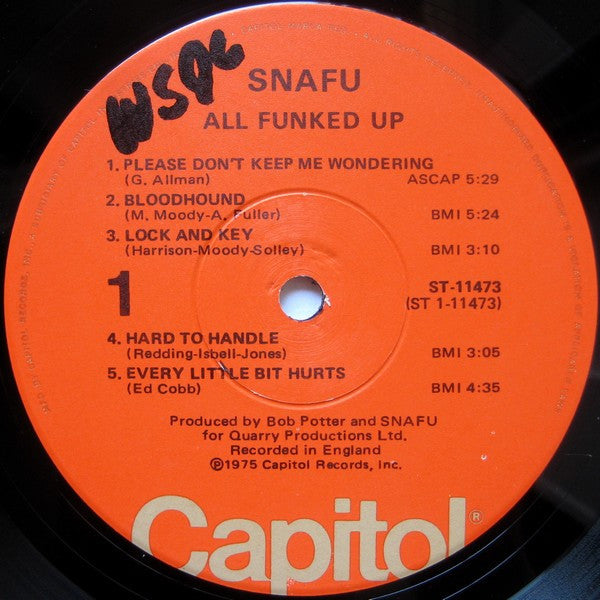 WSPC
SNAFU
ALL FUNKED UP
1. PLEASE DON'T KEEP ME WONDERING
(G. Allman) ASCAP 5:29
2. BLOODHOUND
(M. Moody-A. Fuller) BMI 5:24
3. LOCK AND KEY
(Harrison-Moody-Solley) BMI 3:10
1
ST-11473
(ST 1-11473)
4. HARD TO HANDLE
(Redding-Isbell-Jones) BMI 3:05
5. EVERY LITTLE BIT HURTS
(Ed Cobb) BMI 4:35
Produced by Bob Potter and SNAFU
for Quarry Productions Ltd.
Recorded in England
℗1975 Capitol Records, Inc.
Capitol®